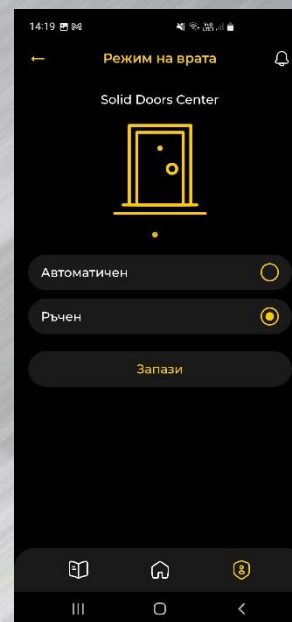 14:19
Режим на врата
Solid Doors Center
Автоматичен
Ръчен
Запази